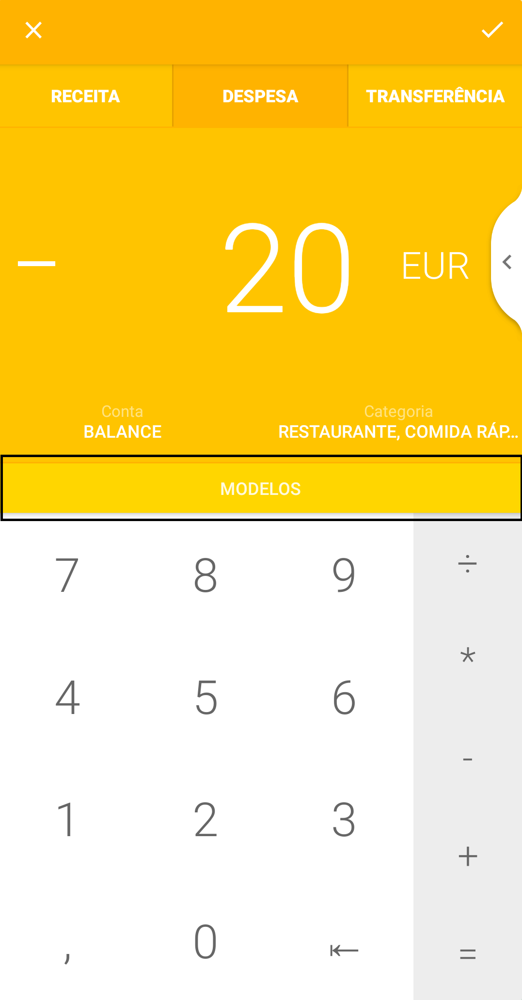 RECEITA DESPESA TRANSFERÊNCIA
− 20 EUR
Conta Categoria
BALANCE RESTAURANTE, COMIDA RÁP...
MODELOS
7 8 9 ÷
4 5 6 *
1 2 3 -
+
, 0 =